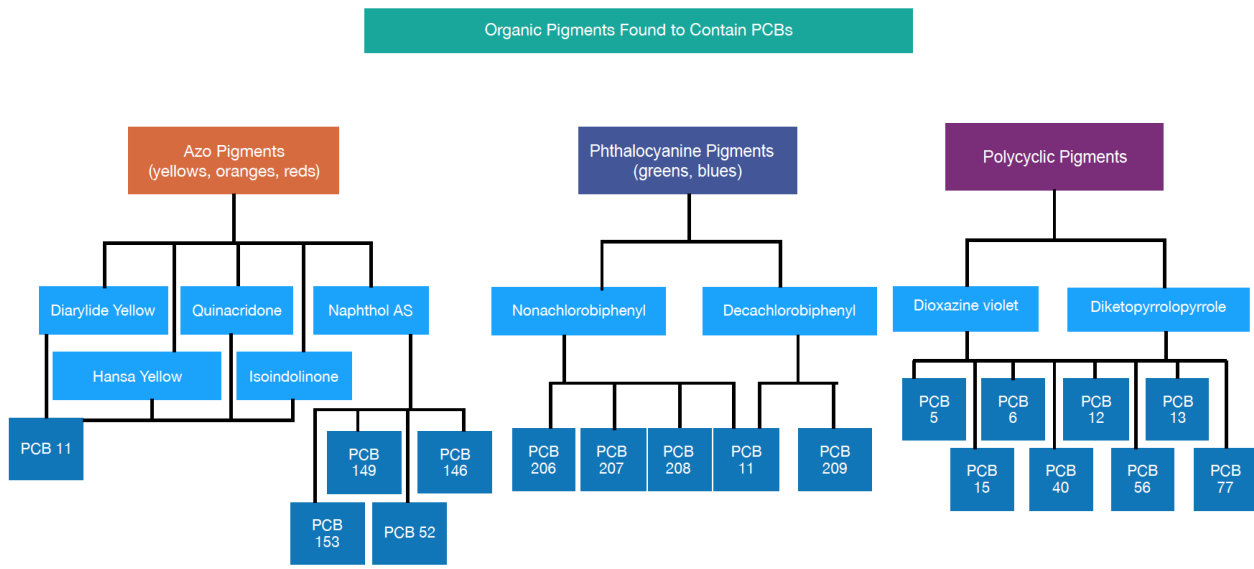 Organic Pigments Found to Contain PCBs
Azo Pigments
(yellows, oranges, reds)
Phthalocyanine Pigments
(greens, blues)
Polycyclic Pigments
Diarylide Yellow
Quinacridone
Naphthol AS
Hansa Yellow
Isoindolinone
Nonachlorobiphenyl
Decachlorobiphenyl
Dioxazine violet
Diketopyrrolopyrrole
PCB 11
PCB
149
PCB
146
PCB
153
PCB 52
PCB
206
PCB
207
PCB
208
PCB
11
PCB
209
PCB
5
PCB
6
PCB
12
PCB
13
PCB
15
PCB
40
PCB
56
PCB
77